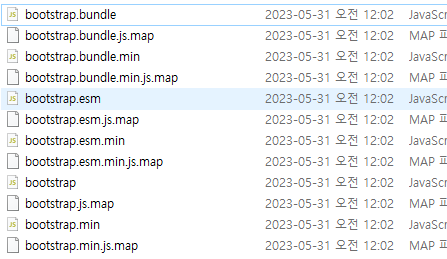 bootstrap.bundle 2023-05-31 오전 12:02 JavaScr
bootstrap.bundle.js.map 2023-05-31 오전 12:02 MAP
bootstrap.bundle.min 2023-05-31 오전 12:02 JavaScr
bootstrap.bundle.min.js.map 2023-05-31 오전 12:02 MAP
bootstrap.esm 2023-05-31 오전 12:02 JavaScr
bootstrap.esm.js.map 2023-05-31 오전 12:02 MAP
bootstrap.esm.min 2023-05-31 오전 12:02 JavaScr
bootstrap.esm.min.js.map 2023-05-31 오전 12:02 MAP
bootstrap 2023-05-31 오전 12:02 JavaScr
bootstrap.js.map 2023-05-31 오전 12:02 MAP
bootstrap.min 2023-05-31 오전 12:02 JavaScr
bootstrap.min.js.map 2023-05-31 오전 12:02 MAP